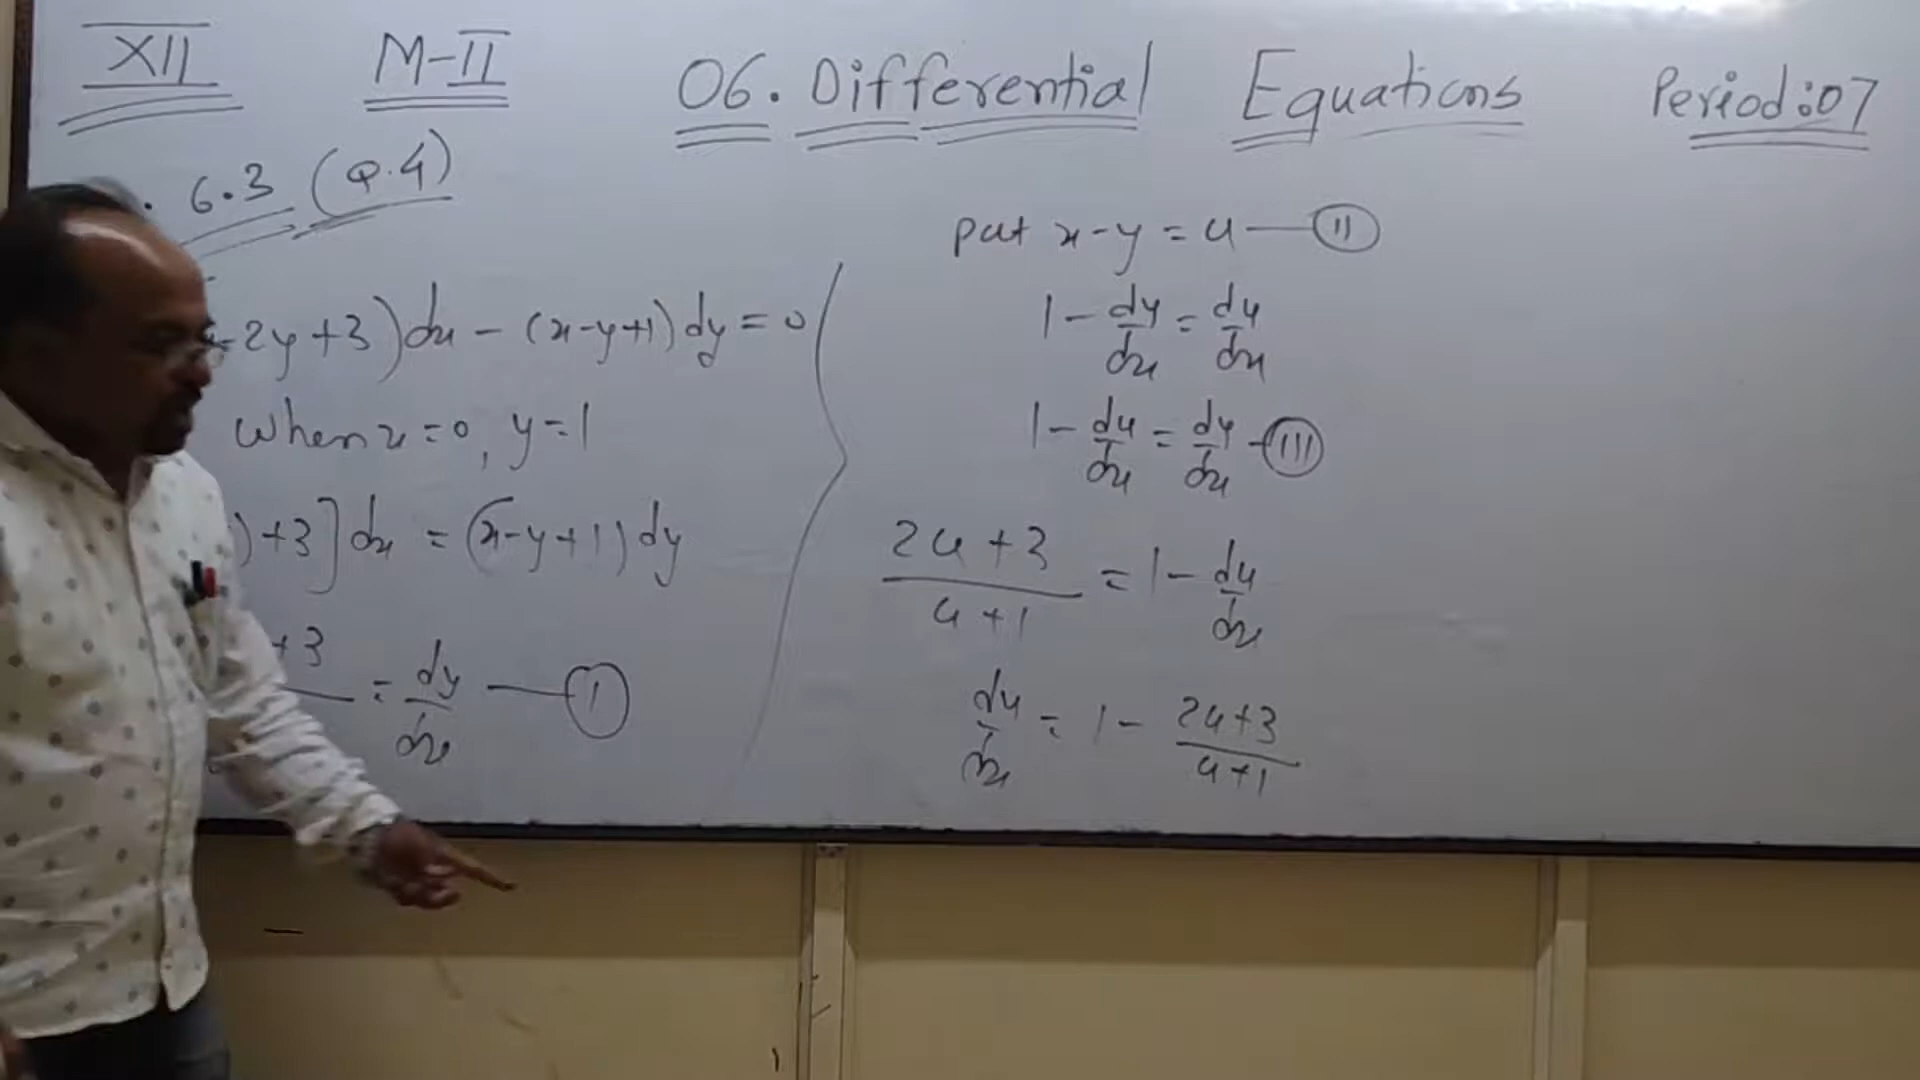 XII M-II 06. Differential Equations Period:07
6.3 (Q.4)
-2y+3)dx - (x-y+1)dy = 0
when x=0, y=1
)+3]dx = (x-y+1)dy
+3 = dy/dx — (I)
put x-y = u — (II)
1 - dy/dx = du/dx
1 - du/dx = dy/dx - (III)
2u+3 / u+1 = 1 - du/dx
du/dx = 1 - 2u+3 / u+1